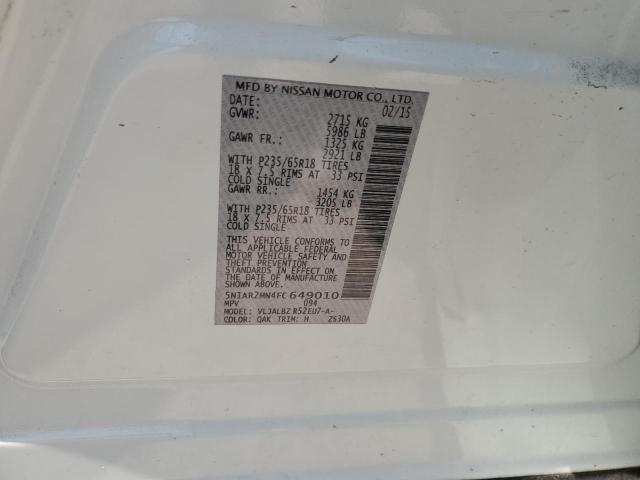 MFD BY NISSAN MOTOR CO., LTD.
DATE: 02/15
GVWR: 2715 KG
5986 LB
GAWR FR.: 1325 KG
2921 LB
WITH P235/65R18 TIRES
18 X 7.5 RIMS AT 33 PSI
COLD SINGLE
GAWR RR.: 1454 KG
3205 LB
WITH P235/65R18 TIRES
18 X 7.5 RIMS AT 33 PSI
COLD SINGLE
THIS VEHICLE CONFORMS TO
ALL APPLICABLE FEDERAL
MOTOR VEHICLE SAFETY AND
THEFT PREVENTION
STANDARDS IN EFFECT ON
THE DATE OF MANUFACTURE
SHOWN ABOVE.
5N1AR2MN4FC649010
MPV 094
MODEL: VLJALBZ R52EU7-A-
COLOR: QAK TRIM: H ZS30A